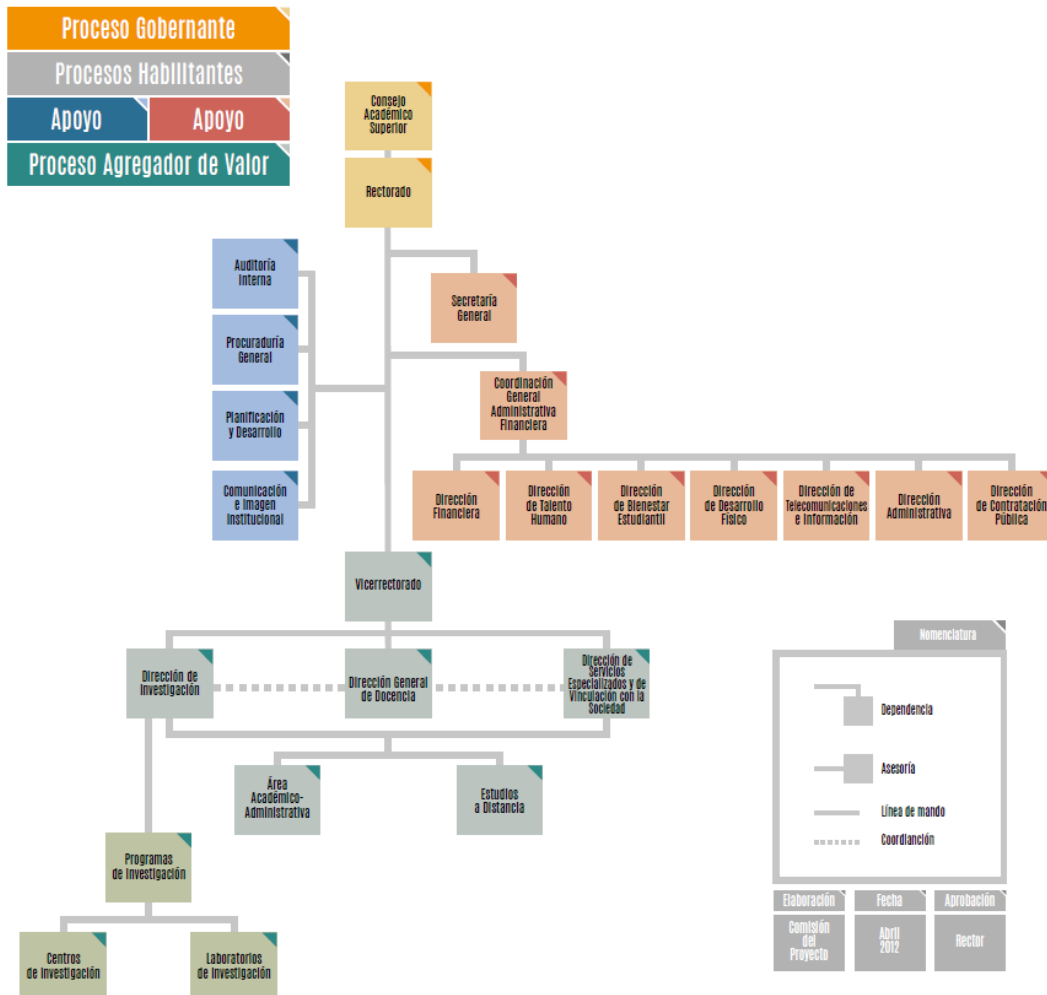 Proceso Gobernante
Procesos Habilitantes
Apoyo
Apoyo
Proceso Agregador de Valor
Consejo
Académico
Superior
Rectorado
Auditoría
Interna
Secretaría
General
Procuraduría
General
Coordinación
General
Administrativa
Financiera
Planificación
y Desarrollo
Comunicación
e Imagen
Institucional
Dirección
Financiera
Dirección
de Talento
Humano
Dirección
de Bienestar
Estudiantil
Dirección
de Desarrollo
Físico
Dirección de
Telecomunicaciones
e Información
Dirección
Administrativa
Dirección
de Contratación
Pública
Vicerrectorado
Dirección de
Investigación
Dirección General
de Docencia
Dirección de
Servicios
Especializados y de
Vinculación con la
Sociedad
Área
Académico-
Administrativa
Estudios
a Distancia
Programas
de Investigación
Centros
de Investigación
Laboratorios
de Investigación
Nomenclatura
Dependencia
Asesoría
Línea de mando
Coordianción
Elaboración
Fecha
Aprobación
Comisión
del
Proyecto
Abril
2012
Rector